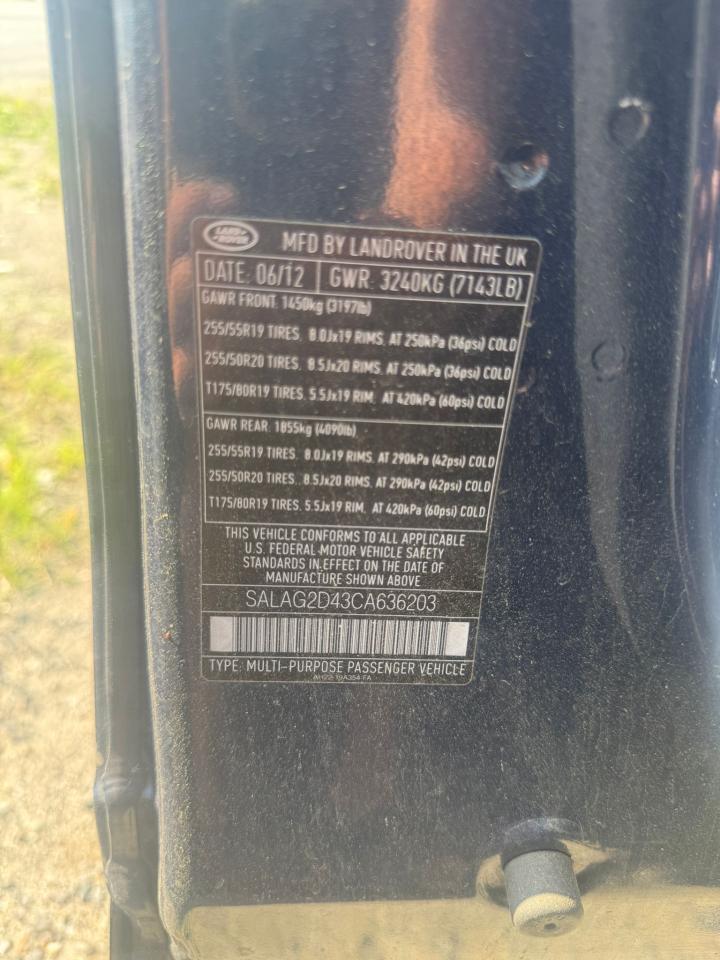 LAND ROVER
MFD BY LANDROVER IN THE UK
DATE: 06/12 GWR: 3240KG (7143LB)
GAWR FRONT: 1450kg (3197lb)
255/55R19 TIRES, 8.0Jx19 RIMS, AT 250kPa (36psi) COLD
255/50R20 TIRES, 8.5Jx20 RIMS, AT 250kPa (36psi) COLD
T175/80R19 TIRES, 5.5Jx19 RIM, AT 420kPa (60psi) COLD
GAWR REAR: 1855kg (4090lb)
255/55R19 TIRES, 8.0Jx19 RIMS, AT 290kPa (42psi) COLD
255/50R20 TIRES, 8.5Jx20 RIMS, AT 290kPa (42psi) COLD
T175/80R19 TIRES, 5.5Jx19 RIM, AT 420kPa (60psi) COLD
THIS VEHICLE CONFORMS TO ALL APPLICABLE
U.S. FEDERAL MOTOR VEHICLE SAFETY
STANDARDS IN EFFECT ON THE DATE OF
MANUFACTURE SHOWN ABOVE
SALAG2D43CA636203
TYPE: MULTI-PURPOSE PASSENGER VEHICLE